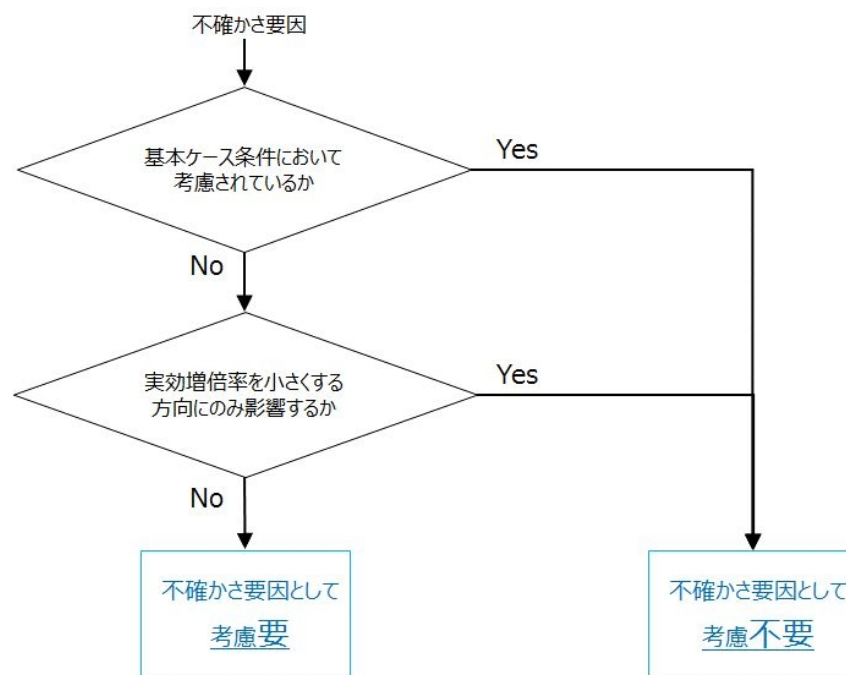 不確かさ要因
基本ケース条件において
考慮されているか
Yes
No
実効増倍率を小さくする
方向にのみ影響するか
Yes
No
不確かさ要因として
考慮要
不確かさ要因として
考慮不要